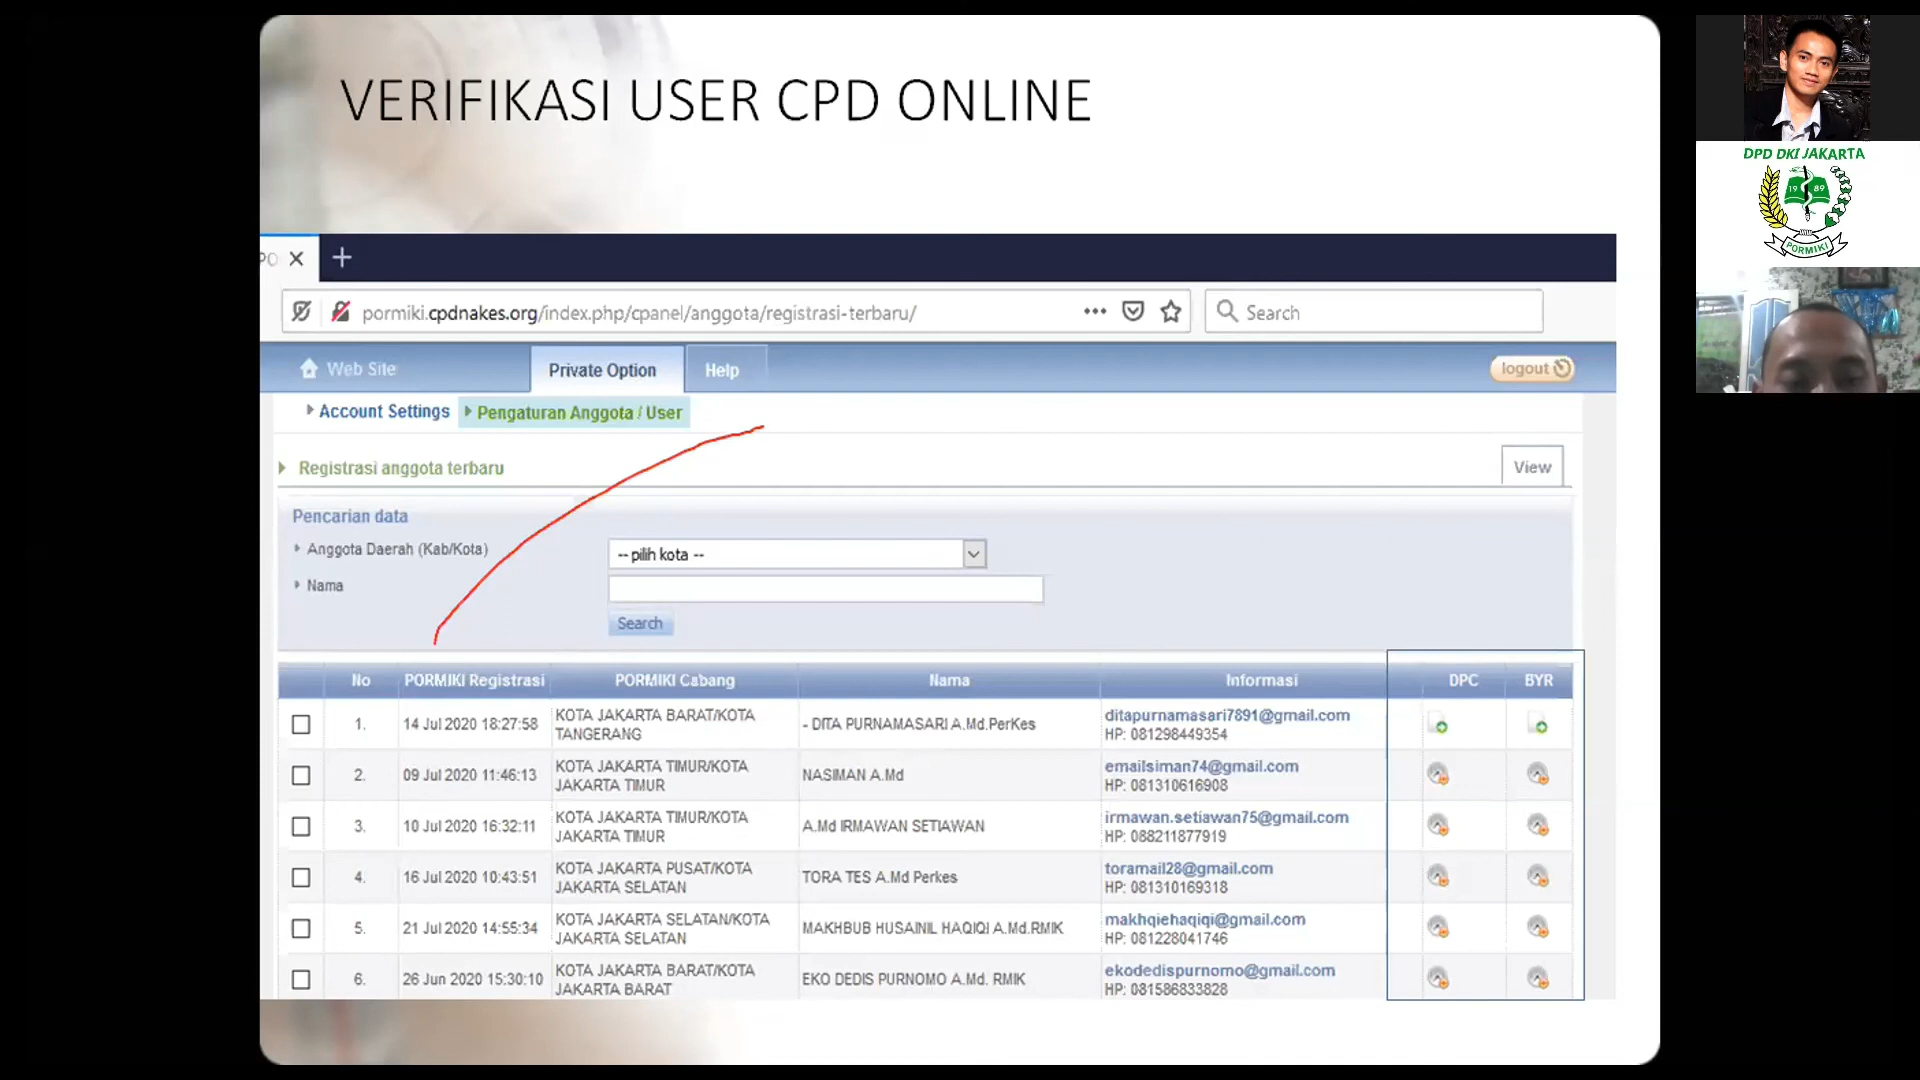 VERIFIKASI USER CPD ONLINE
DPD DKI JAKARTA
19 89
PORMIKI
pormiki.cpdnakes.org/index.php/cpanel/anggota/registrasi-terbaru/
Search
Web Site
Private Option
Help
logout
Account Settings
Pengaturan Anggota / User
Registrasi anggota terbaru
View
Pencarian data
Anggota Daerah (Kab/Kota)
-- pilih kota --
Nama
Search
No PORMIKI Registrasi PORMIKI Cabang Nama Informasi DPC BYR
1. 14 Jul 2020 18:27:58 KOTA JAKARTA BARAT/KOTA TANGERANG - DITA PURNAMASARI A.Md.PerKes ditapurnamasari7891@gmail.com
HP: 081298449354
2. 09 Jul 2020 11:46:13 KOTA JAKARTA TIMUR/KOTA JAKARTA TIMUR NASIMAN A.Md emailsiman74@gmail.com
HP: 081310616908
3. 10 Jul 2020 16:32:11 KOTA JAKARTA TIMUR/KOTA JAKARTA TIMUR A.Md IRMAWAN SETIAWAN irmawan.setiawan75@gmail.com
HP: 088211877919
4. 16 Jul 2020 10:43:51 KOTA JAKARTA PUSAT/KOTA JAKARTA SELATAN TORA TES A.Md Perkes toramail28@gmail.com
HP: 081310169318
5. 21 Jul 2020 14:55:34 KOTA JAKARTA SELATAN/KOTA JAKARTA SELATAN MAKHBUB HUSAINIL HAQIQI A.Md.RMIK makhqiehaqiqi@gmail.com
HP: 081228041746
6. 26 Jun 2020 15:30:10 KOTA JAKARTA BARAT/KOTA JAKARTA BARAT EKO DEDIS PURNOMO A.Md. RMIK ekodedispurnomo@gmail.com
HP: 081586833828